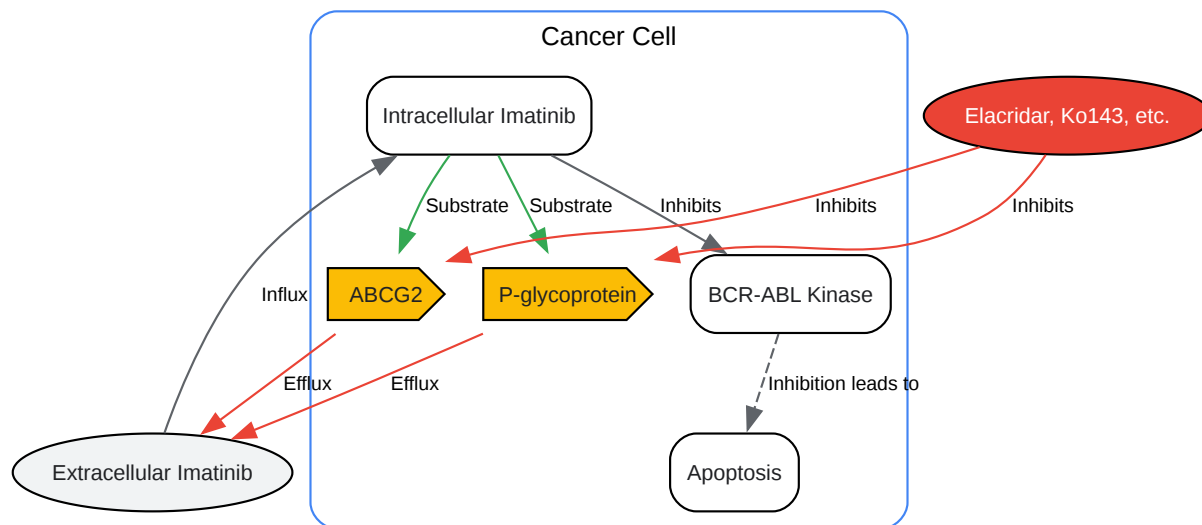 Cancer Cell
Intracellular Imatinib
Elacridar, Ko143, etc.
Substrate
Substrate
Inhibits
Inhibits
Inhibits
Influx
ABCG2
P-glycoprotein
BCR-ABL Kinase
Efflux
Efflux
Inhibition leads to
Extracellular Imatinib
Apoptosis